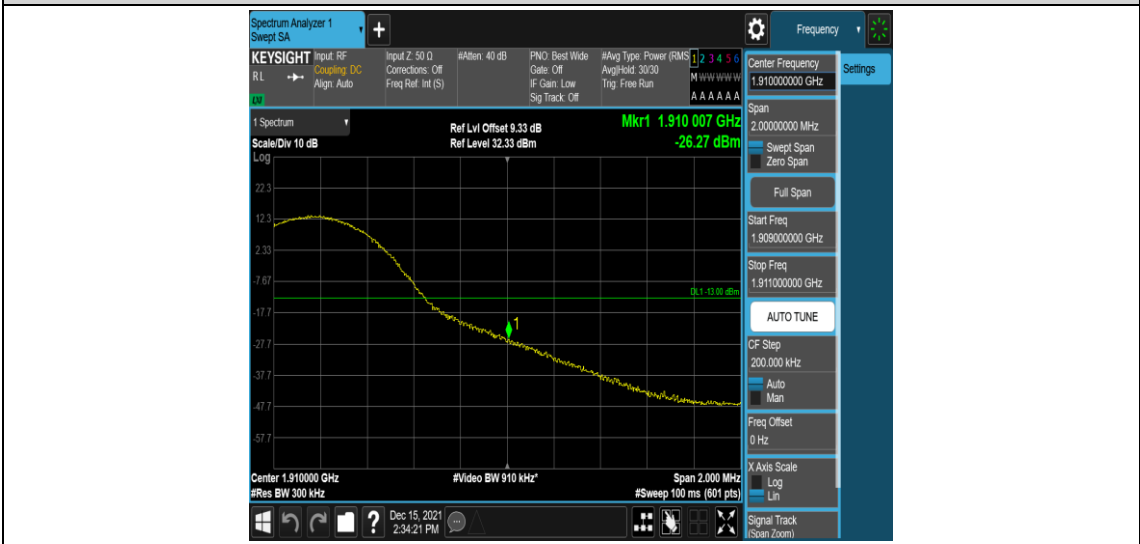 Spectrum Analyzer 1
Swept SA
+
Frequency
KEYSIGHT
RL
LXI
Input: RF
Coupling: DC
Align: Auto
Input Z: 50 Ω
Corrections: Off
Freq Ref: Int (S)
#Atten: 40 dB
PNO: Best Wide
Gate: Off
IF Gain: Low
Sig Track: Off
#Avg Type: Power (RMS
Avg|Hold: 30/30
Trig: Free Run
1 2 3 4 5 6
M W W W W W
A A A A A A
1 Spectrum
Scale/Div 10 dB
Log
Ref Lvl Offset 9.33 dB
Ref Level 32.33 dBm
Mkr1 1.910 007 GHz
-26.27 dBm
22.3
12.3
2.33
-7.67
DL1 -13.00 dBm
-17.7
1
-27.7
-37.7
-47.7
-57.7
Center 1.910000 GHz
#Res BW 300 kHz
#Video BW 910 kHz*
Span 2.000 MHz
#Sweep 100 ms (601 pts)
?
Dec 15, 2021
2:34:21 PM
Center Frequency
1.910000000 GHz
Settings
Span
2.00000000 MHz
Swept Span
Zero Span
Full Span
Start Freq
1.909000000 GHz
Stop Freq
1.911000000 GHz
AUTO TUNE
CF Step
200.000 kHz
Auto
Man
Freq Offset
0 Hz
X Axis Scale
Log
Lin
Signal Track
(Span Zoom)